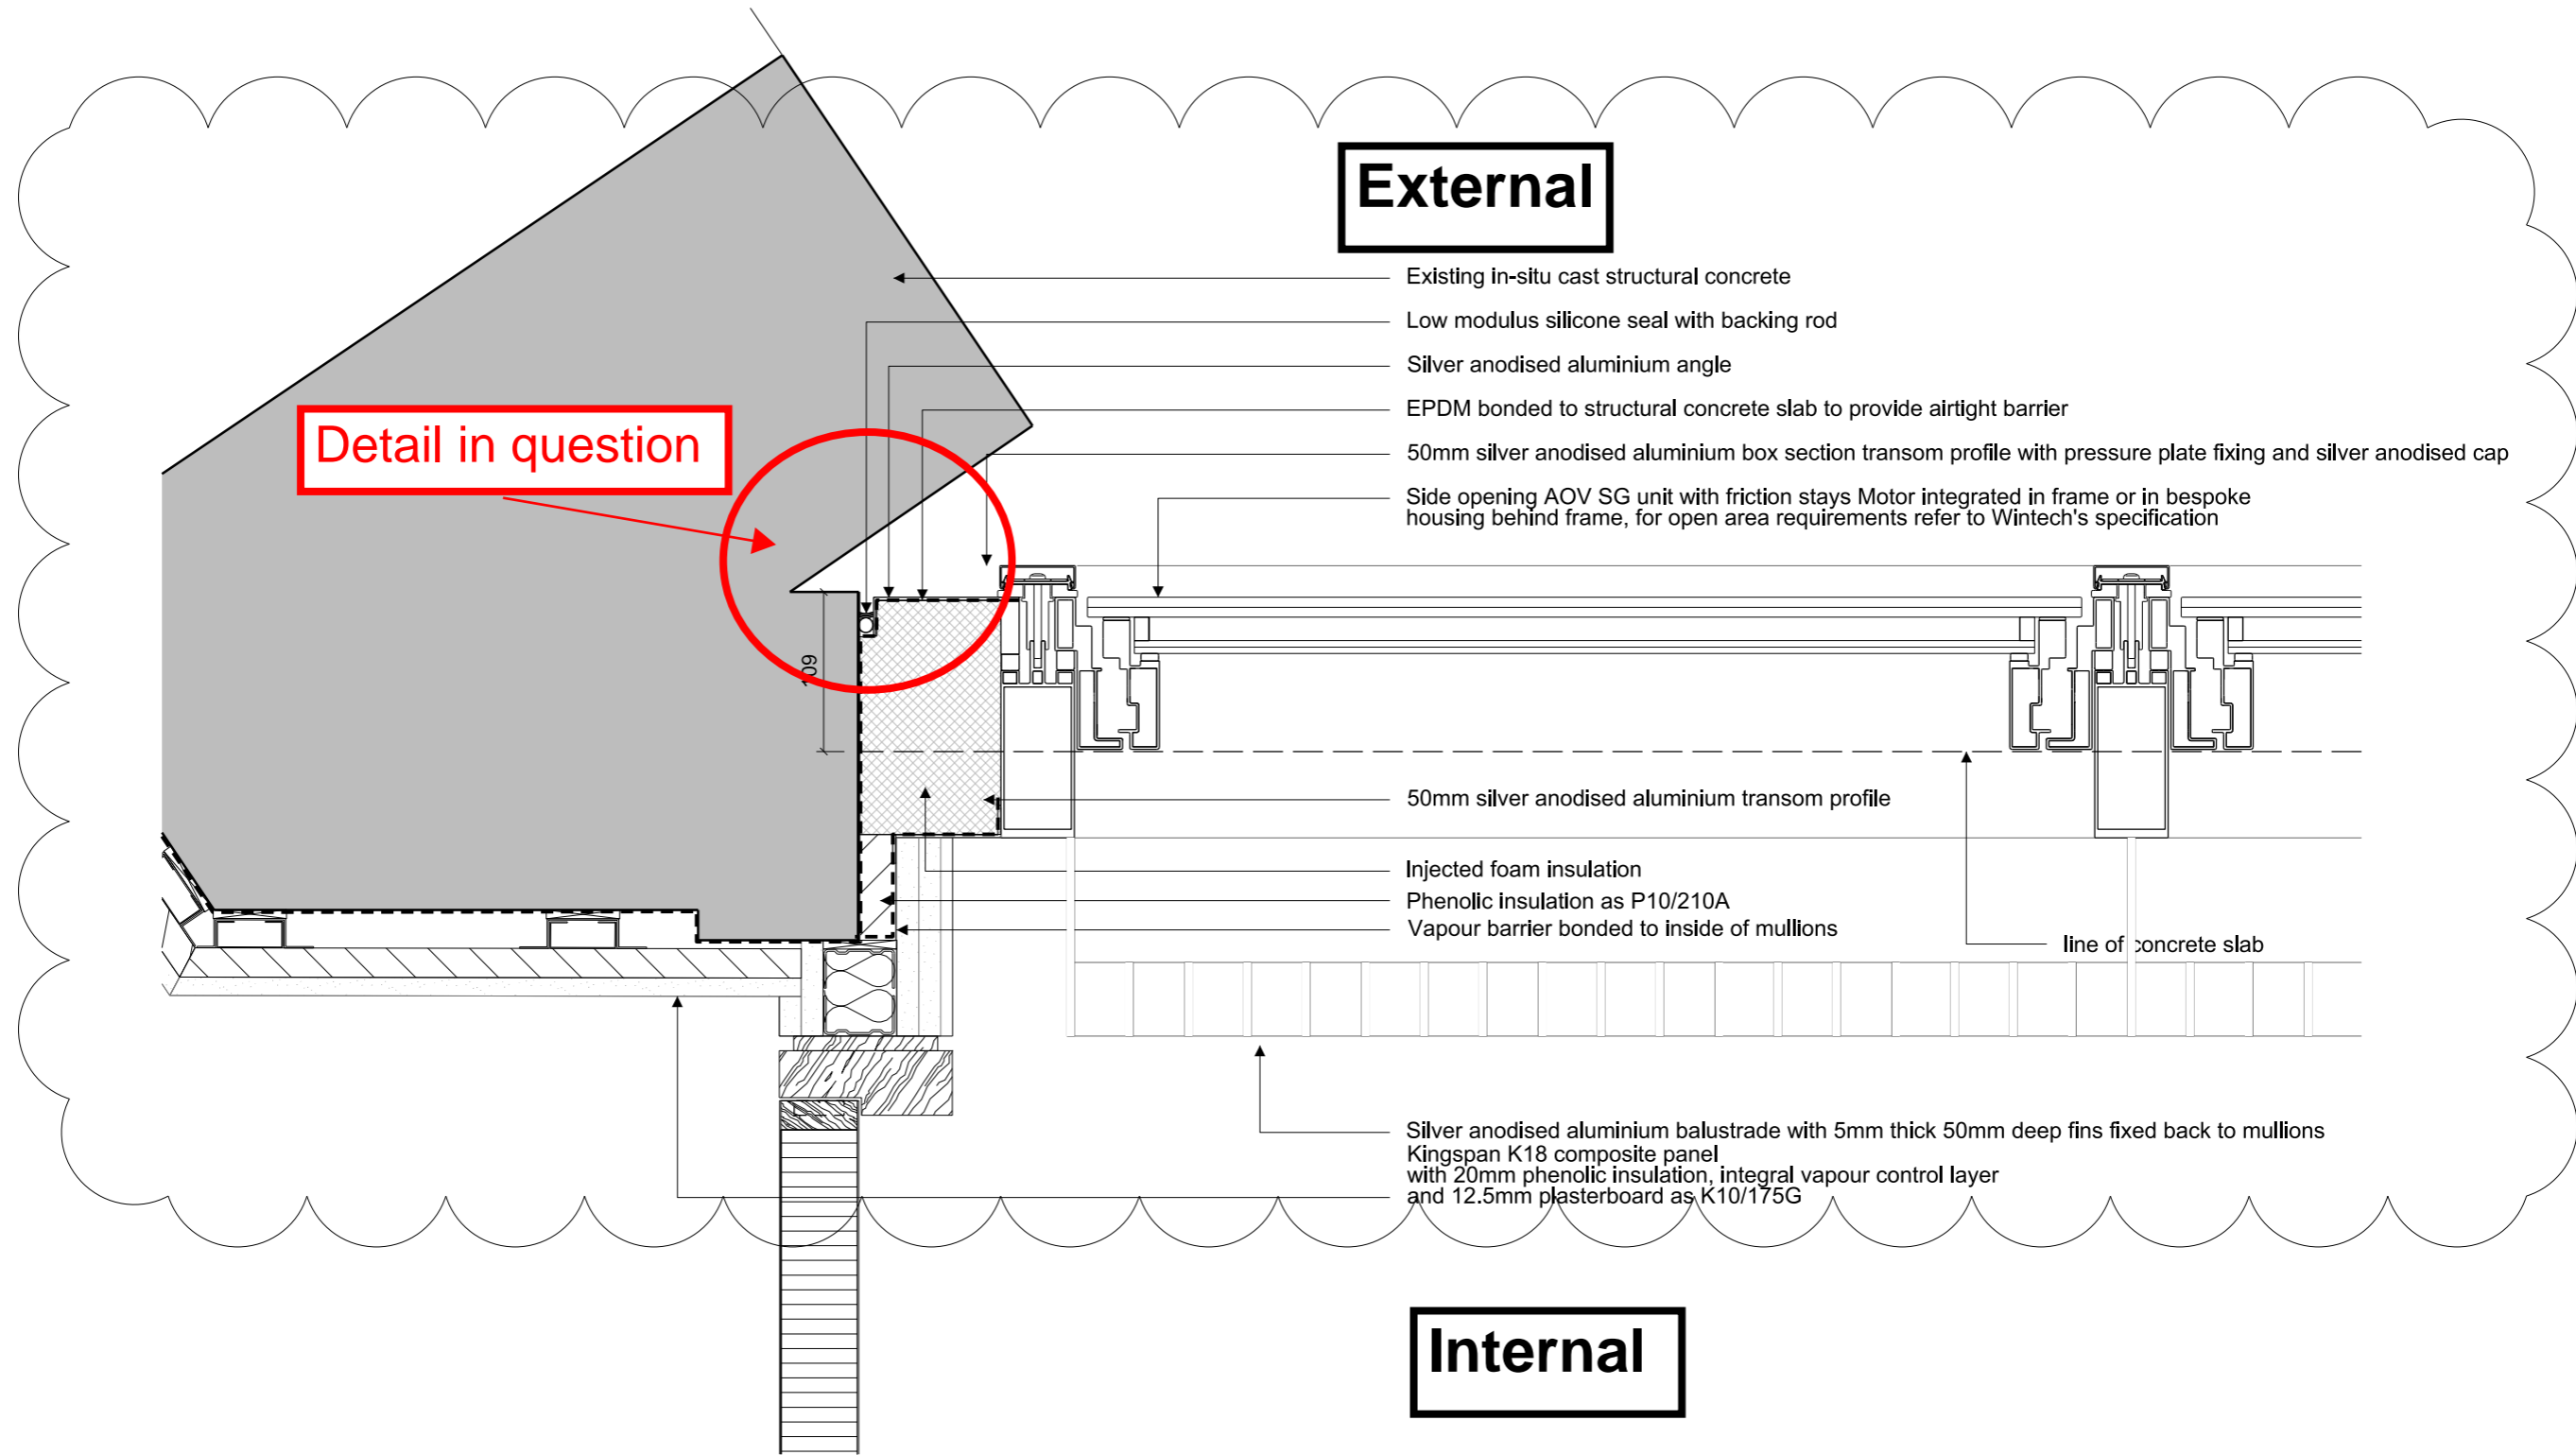 External
Existing in-situ cast structural concrete
Low modulus silicone seal with backing rod
Silver anodised aluminium angle
EPDM bonded to structural concrete slab to provide airtight barrier
Detail in question
50mm silver anodised aluminium box section transom profile with pressure plate fixing and silver anodised cap
Side opening AOV SG unit with friction stays Motor integrated in frame or in bespoke
housing behind frame, for open area requirements refer to Wintech's specification
109
50mm silver anodised aluminium transom profile
Injected foam insulation
Phenolic insulation as P10/210A
Vapour barrier bonded to inside of mullions
line of concrete slab
Silver anodised aluminium balustrade with 5mm thick 50mm deep fins fixed back to mullions
Kingspan K18 composite panel
with 20mm phenolic insulation, integral vapour control layer
and 12.5mm plasterboard as K10/175G
Internal